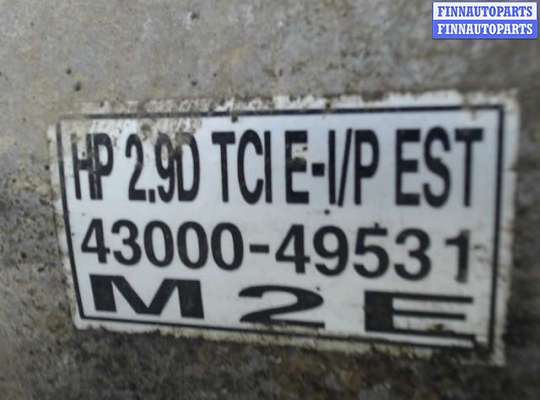 FINNAUTOPARTS
FINNAUTOPARTS
HP 2.9D TCI E-I/P EST
43000-49531
M2E